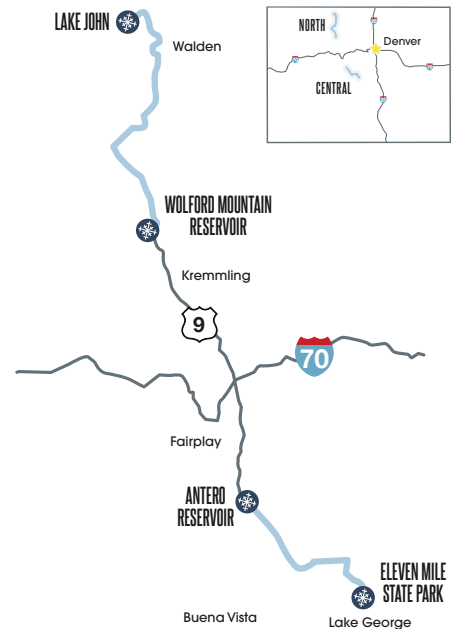 LAKE JOHN
Walden
NORTH
Denver
CENTRAL
WOLFORD MOUNTAIN
RESERVOIR
Kremmling
9
70
Fairplay
ANTERO
RESERVOIR
ELEVEN MILE
STATE PARK
Buena Vista
Lake George